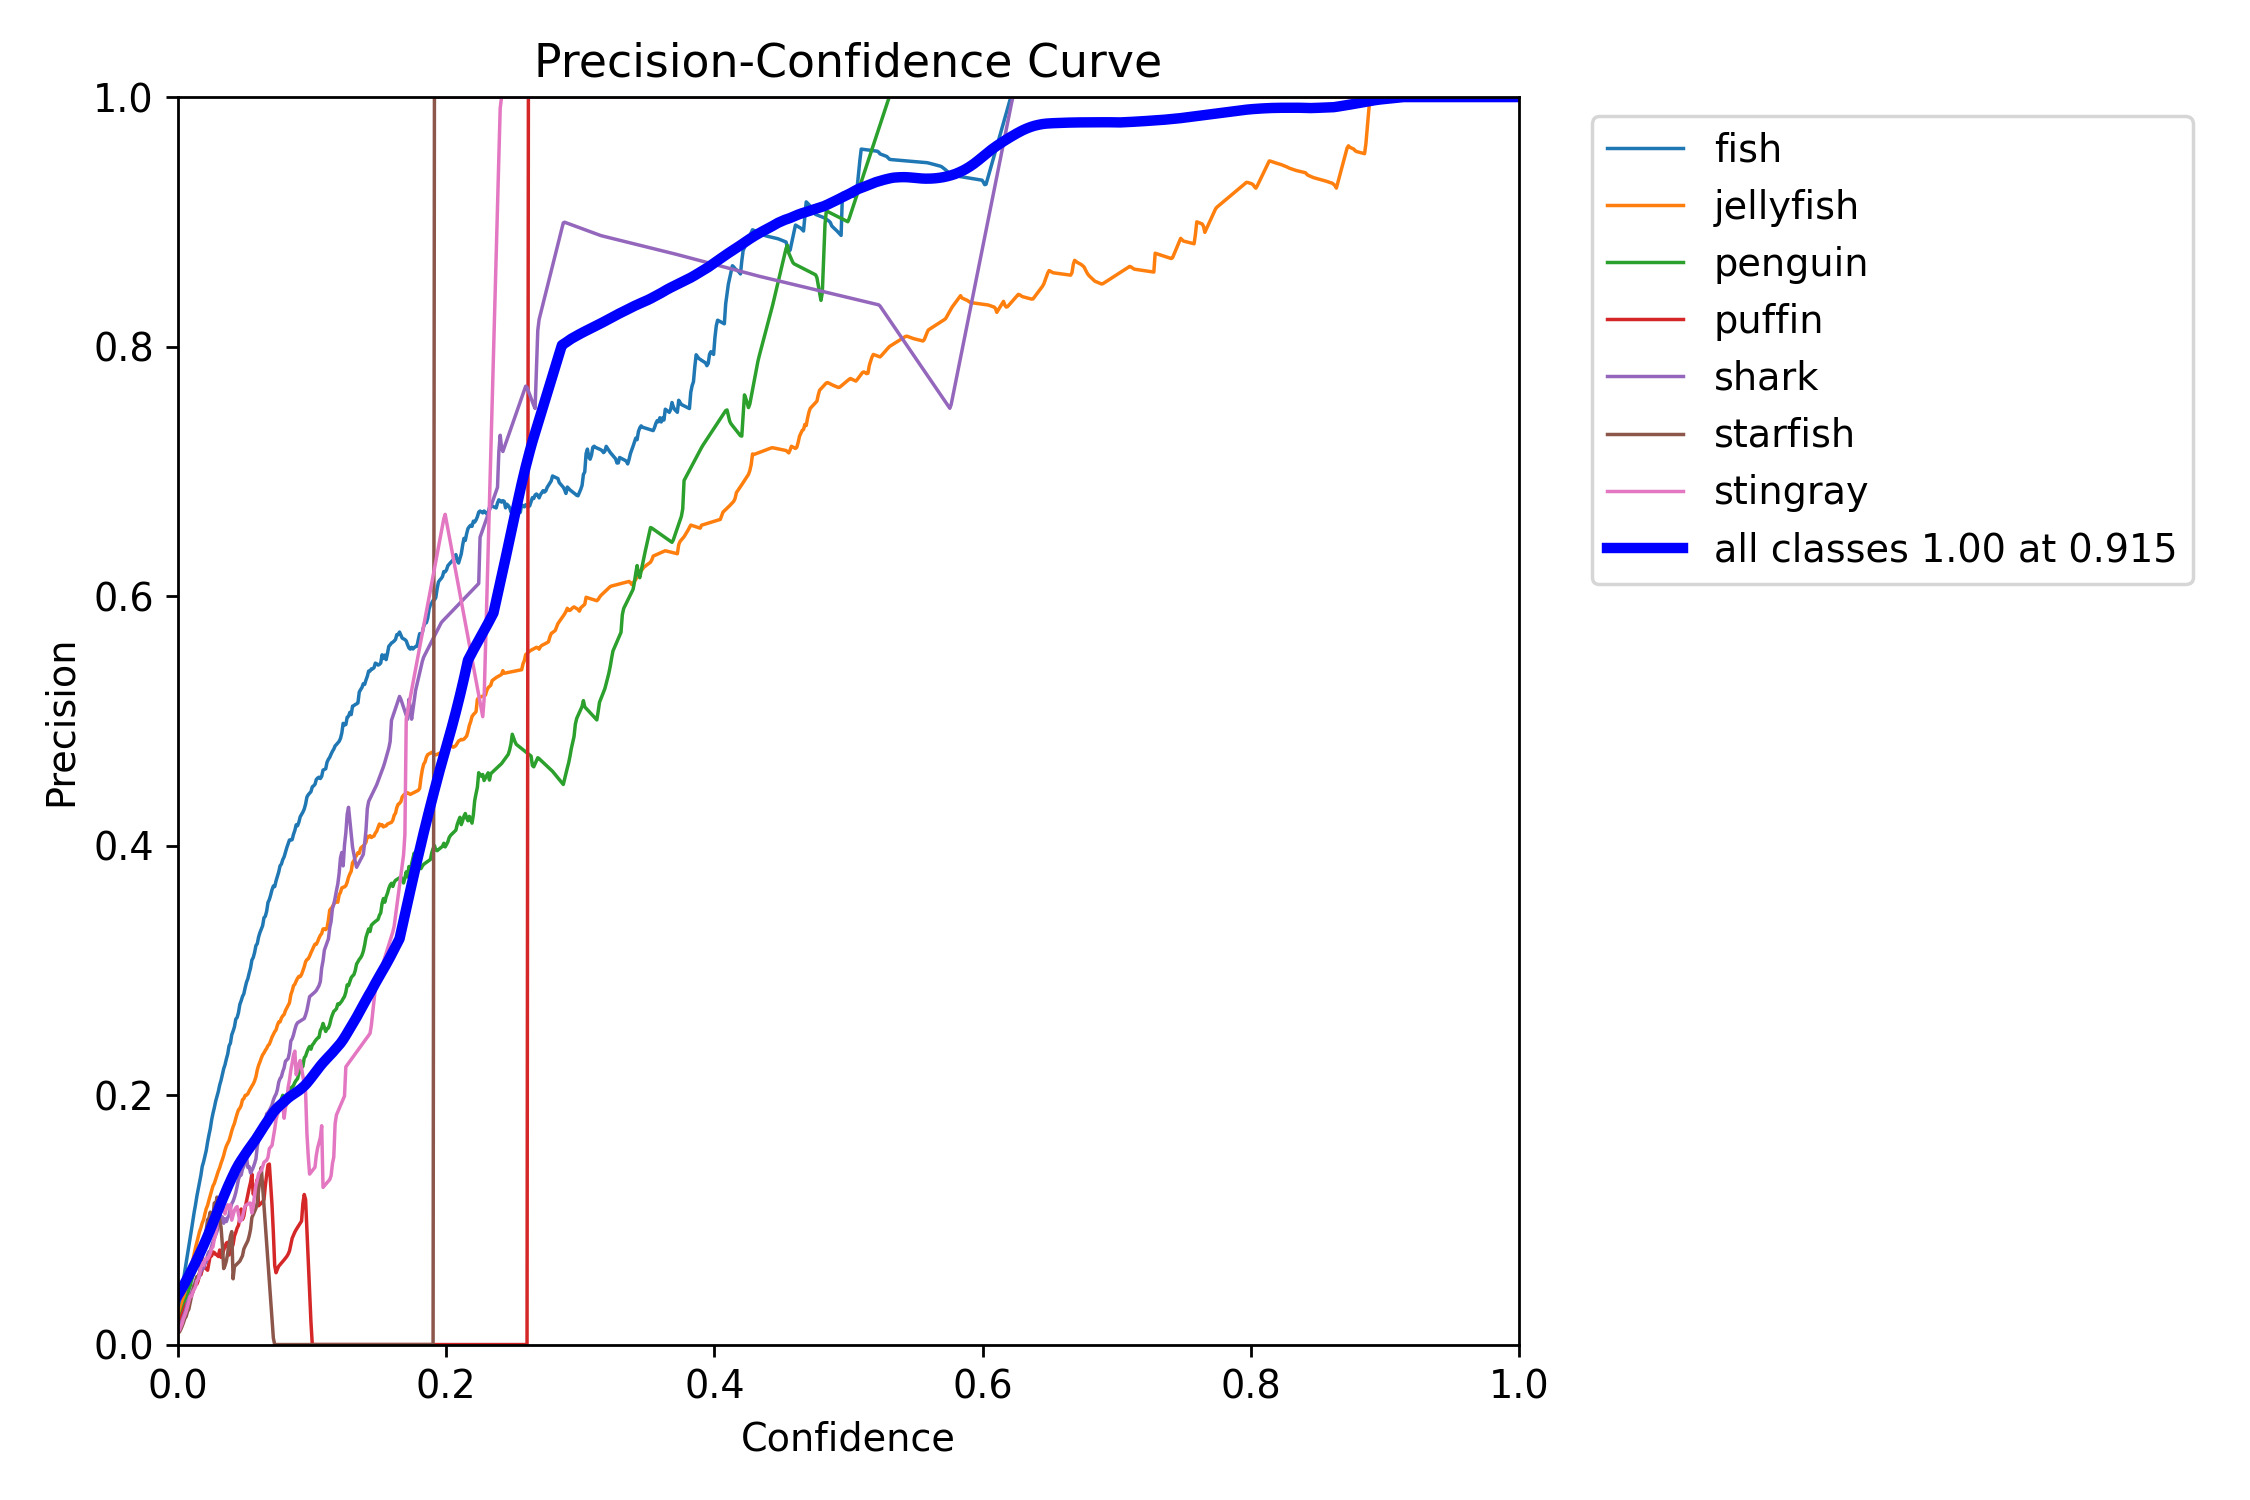 Precision-Confidence Curve
1.0
0.8
0.6
0.4
0.2
0.0
Precision
0.0 0.2 0.4 0.6 0.8 1.0
Confidence
fish
jellyfish
penguin
puffin
shark
starfish
stingray
all classes 1.00 at 0.915